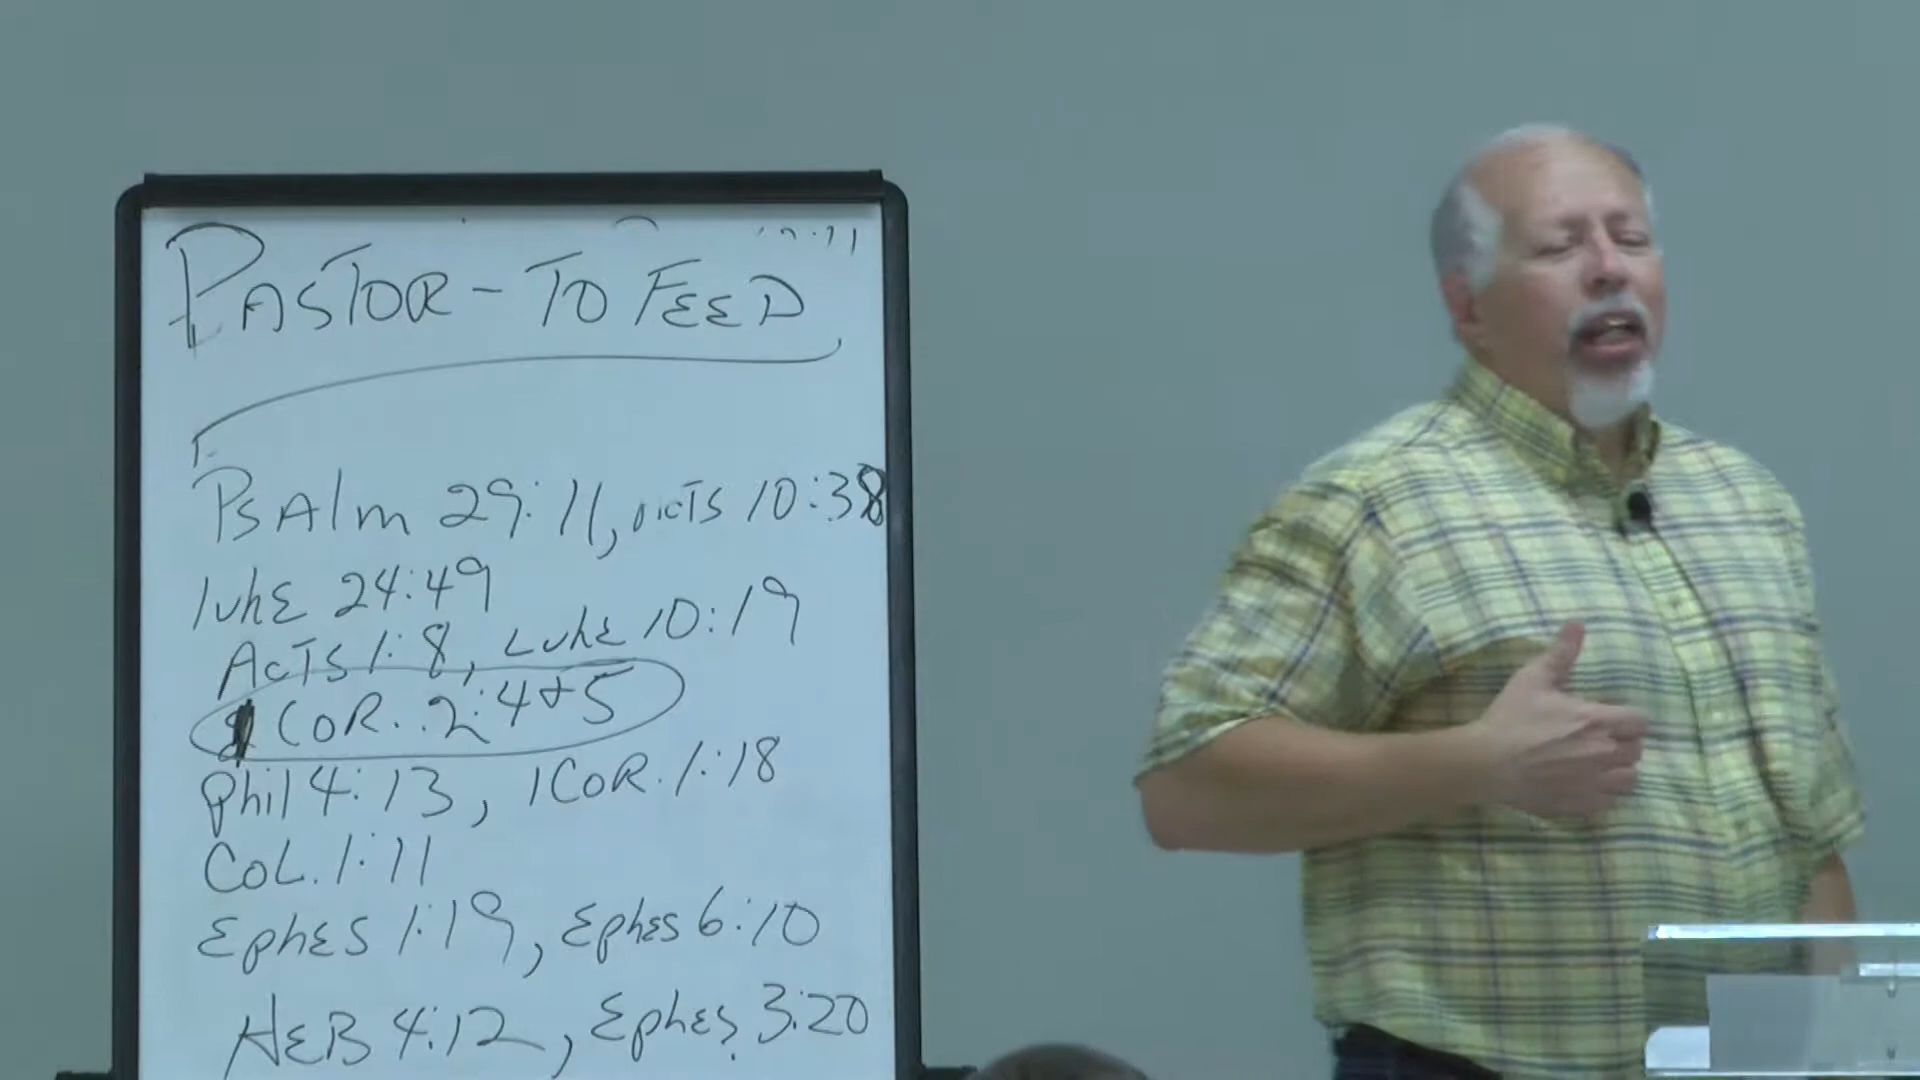 PASTOR - TO FEED
PsAlm 29:11, Acts 10:38
luke 24:49
ActS 1:8, Luke 10:19
1 CoR. 2:4+5
Phil 4:13, 1CoR. 1:18
CoL. 1:11
EphES 1:19, Ephes 6:10
HEB 4:12, Ephes. 3:20